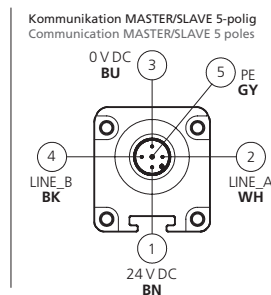 Kommunikation MASTER/SLAVE 5-polig
Communication MASTER/SLAVE 5 poles
0 V DC
BU
3
5
PE
GY
4
LINE_B
BK
2
LINE_A
WH
1
24 V DC
BN